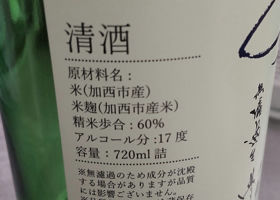 清酒
原材料名：
米(加西市産)
米麹(加西市産米)
精米歩合：60%
アルコール分：17度
容量：720ml詰
※無濾過のため成分が沈殿
する場合がありますが品質
には影響ございません。